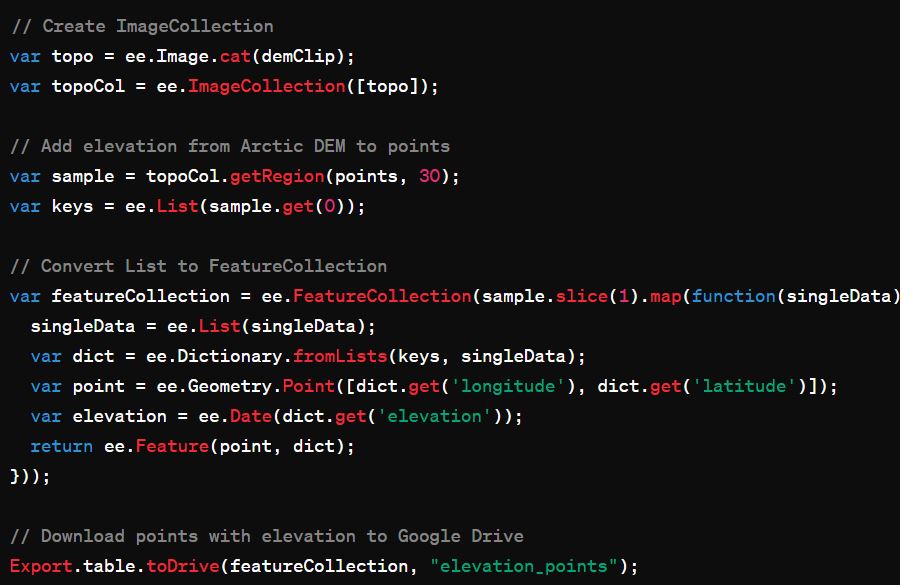 // Create ImageCollection
var topo = ee.Image.cat(demClip);
var topoCol = ee.ImageCollection([topo]);
// Add elevation from Arctic DEM to points
var sample = topoCol.getRegion(points, 30);
var keys = ee.List(sample.get(0));
// Convert List to FeatureCollection
var featureCollection = ee.FeatureCollection(sample.slice(1).map(function(singleData)
singleData = ee.List(singleData);
var dict = ee.Dictionary.fromLists(keys, singleData);
var point = ee.Geometry.Point([dict.get('longitude'), dict.get('latitude')]);
var elevation = ee.Date(dict.get('elevation'));
return ee.Feature(point, dict);
}));
// Download points with elevation to Google Drive
Export.table.toDrive(featureCollection, "elevation_points");